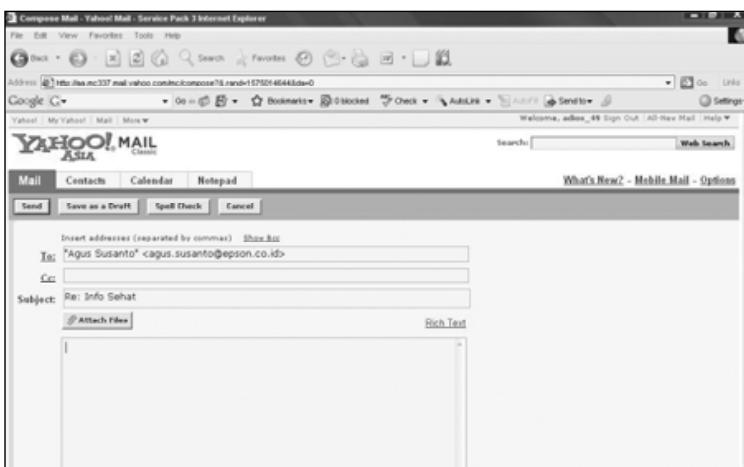 Compose Mail - Yahoo! Mail - Service Pack 3 Internet Explorer
File Edit View Favorites Tools Help
Back Search Favorites
Address Go Links
Google G Go Bookmarks 0 blocked Check AutoLink AutoFill Send to Settings
Yahoo! My Yahoo! Mail More Welcome, Sign Out All-New Mail Help
YAHOO! MAIL
ASIA Classic
Search: Web Search
Mail Contacts Calendar Notepad What's New? - Mobile Mail - Options
Send Save as a Draft Spell Check Cancel
Insert addresses (separated by commas) Show Bcc
To: "Agus Susanto" <agus.susanto@epson.co.id>
Cc:
Subject: Re: Info Sehat
Attach Files Rich Text